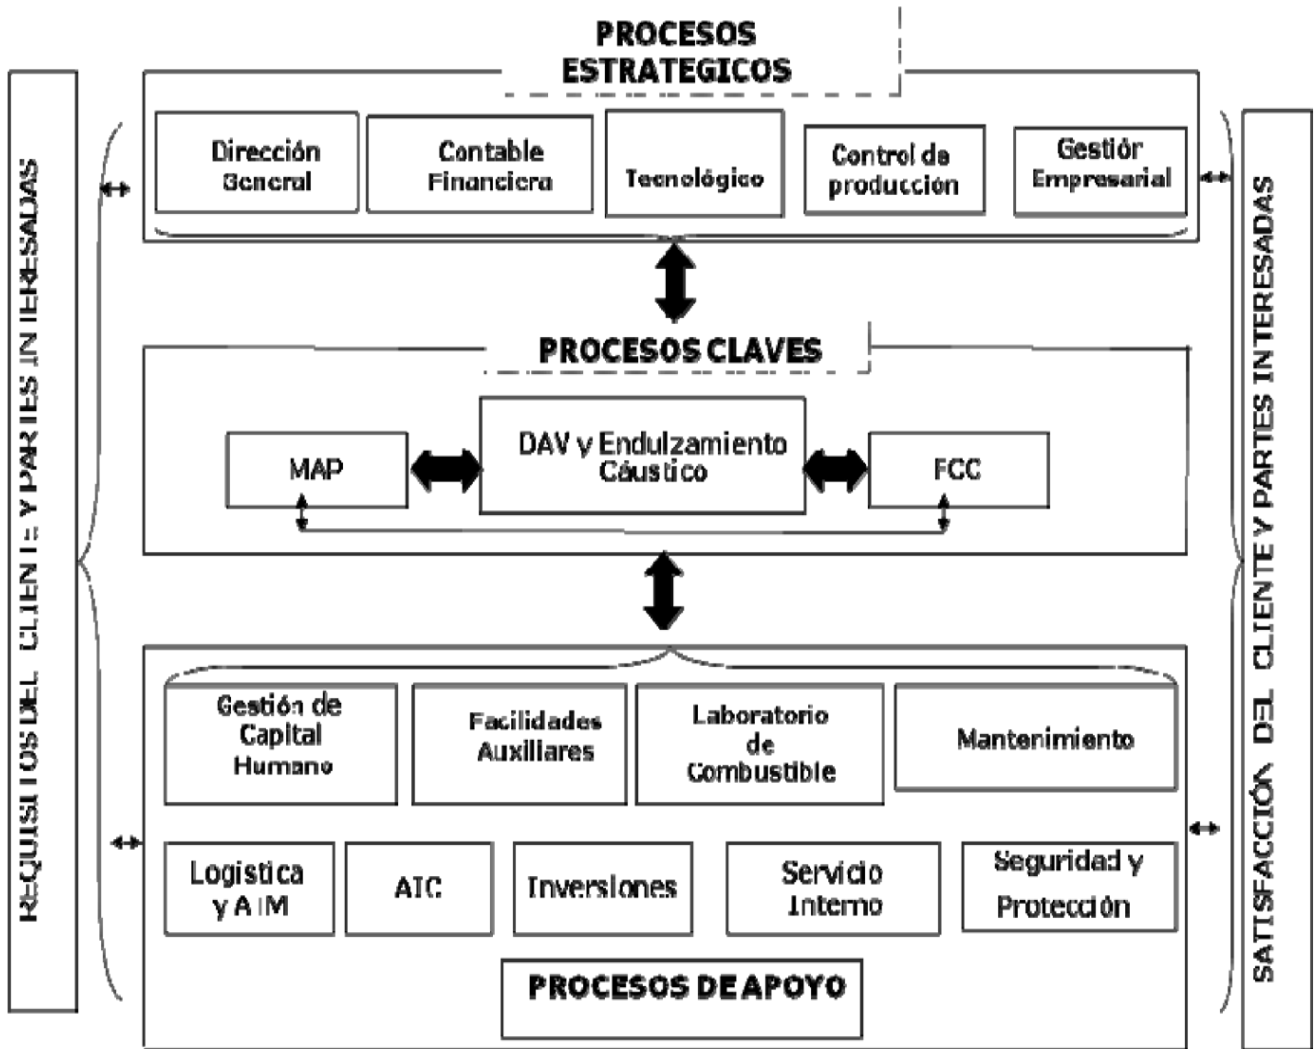 PROCESOS
ESTRATEGICOS
REQUISITOS DEL CLIENTE Y PARTES INTERESADAS
Dirección
General
Contable
Financiera
Tecnológico
Control de
producción
Gestión
Empresarial
SATISFACCIÓN DEL CLIENTE Y PARTES INTERESADAS
PROCESOS CLAVES
MAP
DAV y Endulzamiento
Cáustico
FCC
Gestión de
Capital
Humano
Facilidades
Auxiliares
Laboratorio
de
Combustible
Mantenimiento
Logistica
y ATM
ATC
Inversiones
Servicio
Interno
Seguridad y
Protección
PROCESOS DE APOYO